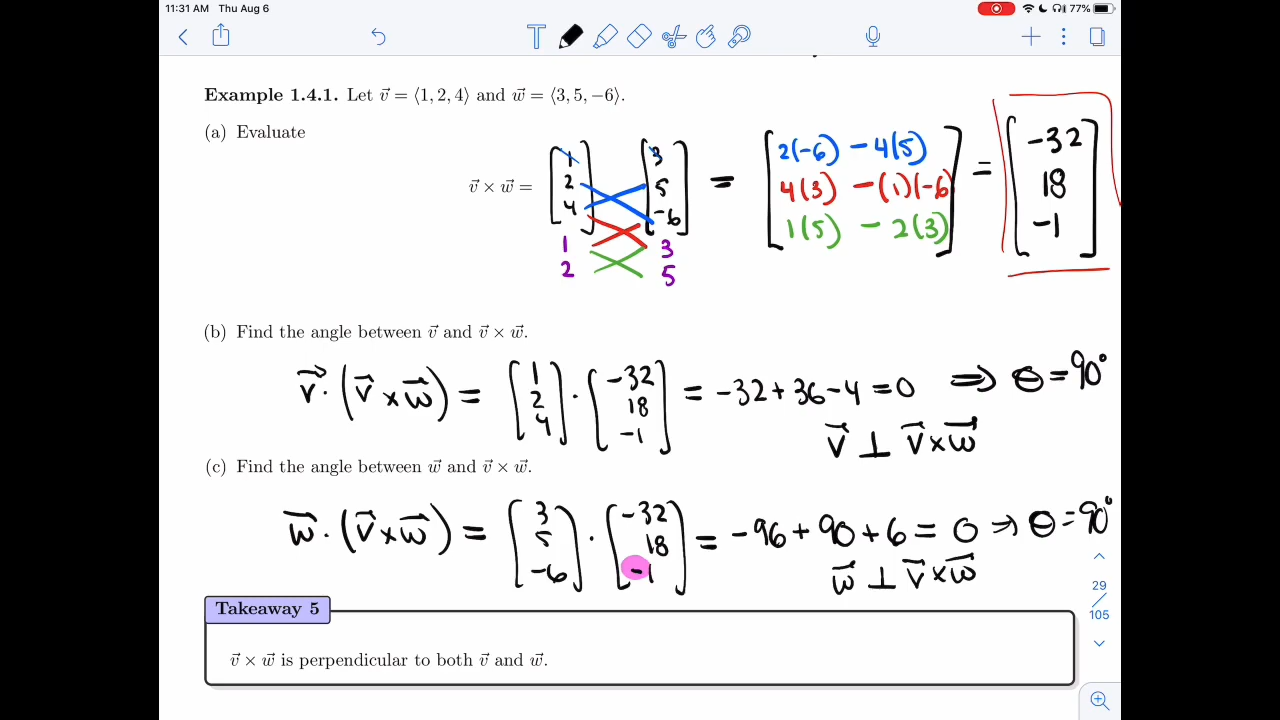 11:31 AM Thu Aug 6 77%
Example 1.4.1. Let v⃗ = ⟨1, 2, 4⟩ and w⃗ = ⟨3, 5, −6⟩.
(a) Evaluate
v⃗ × w⃗ = [1 2 4] [3 5 -6] = [2(-6) - 4(5) 4(3) - (1)(-6) 1(5) - 2(3)] = [-32 18 -1]
1 3
2 5
(b) Find the angle between v⃗ and v⃗ × w⃗.
v⃗ · (v⃗ × w⃗) = [1 2 4] · [-32 18 -1] = -32 + 36 - 4 = 0 ⟹ θ = 90°
v⃗ ⊥ v⃗ × w⃗
(c) Find the angle between w⃗ and v⃗ × w⃗.
w⃗ · (v⃗ × w⃗) = [3 5 -6] · [-32 18 -1] = -96 + 90 + 6 = 0 ⇒ θ = 90°
w⃗ ⊥ v⃗ × w⃗
29
/
105
Takeaway 5
v⃗ × w⃗ is perpendicular to both v⃗ and w⃗.